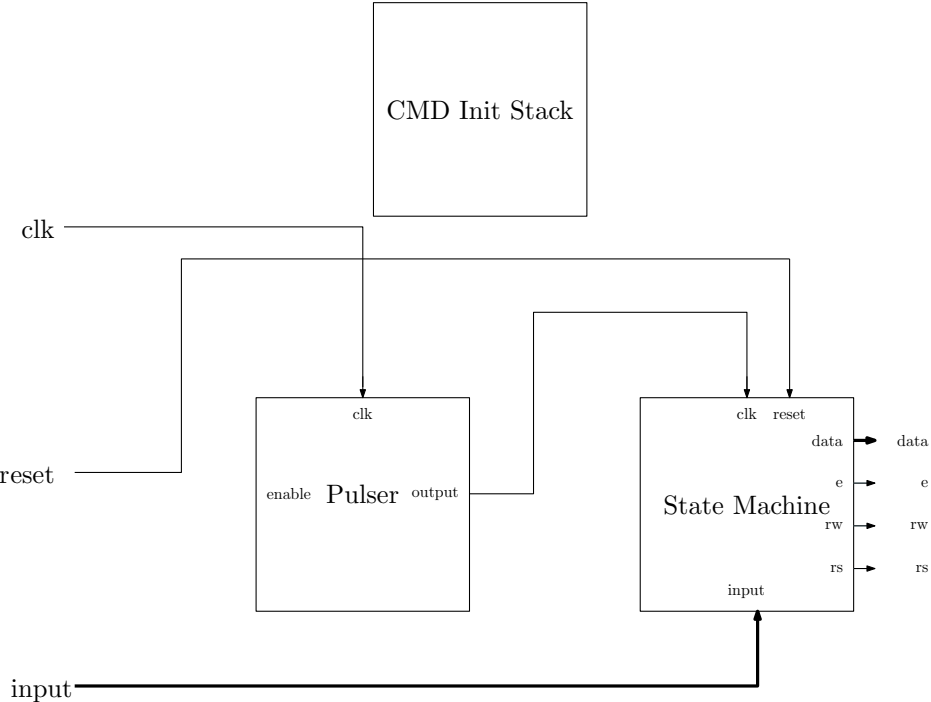 CMD Init Stack
clk
clk
clk reset
data data
reset
enable Pulser output
e e
State Machine
rw rw
rs rs
input
input